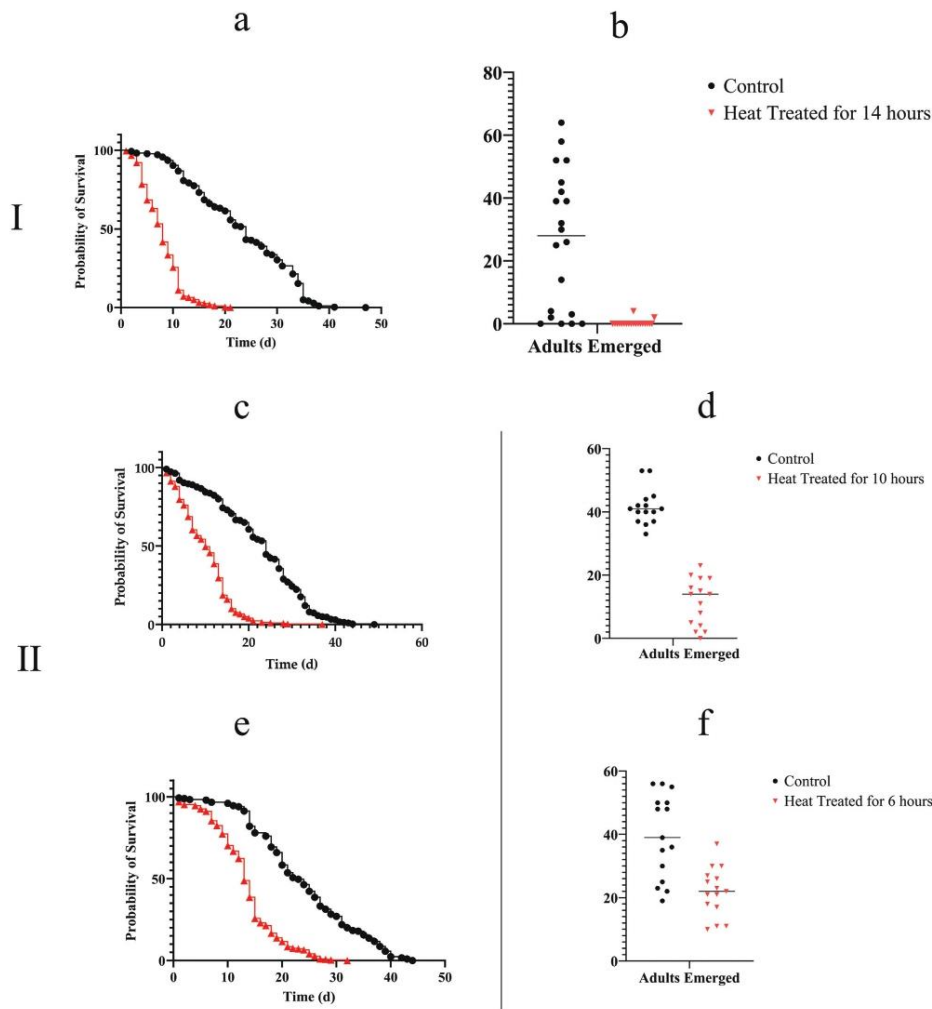 a
b
I
100
50
0
Probability of Survival
0 10 20 30 40 50
Time (d)
80
60
40
20
0
Adults Emerged
Control
Heat Treated for 14 hours
c
d
II
100
50
0
Probability of Survival
0 20 40 60
Time (d)
60
40
20
0
Adults Emerged
Control
Heat Treated for 10 hours
e
f
100
50
0
Probability of Survival
0 10 20 30 40 50
Time (d)
60
40
20
0
Adults Emerged
Control
Heat Treated for 6 hours